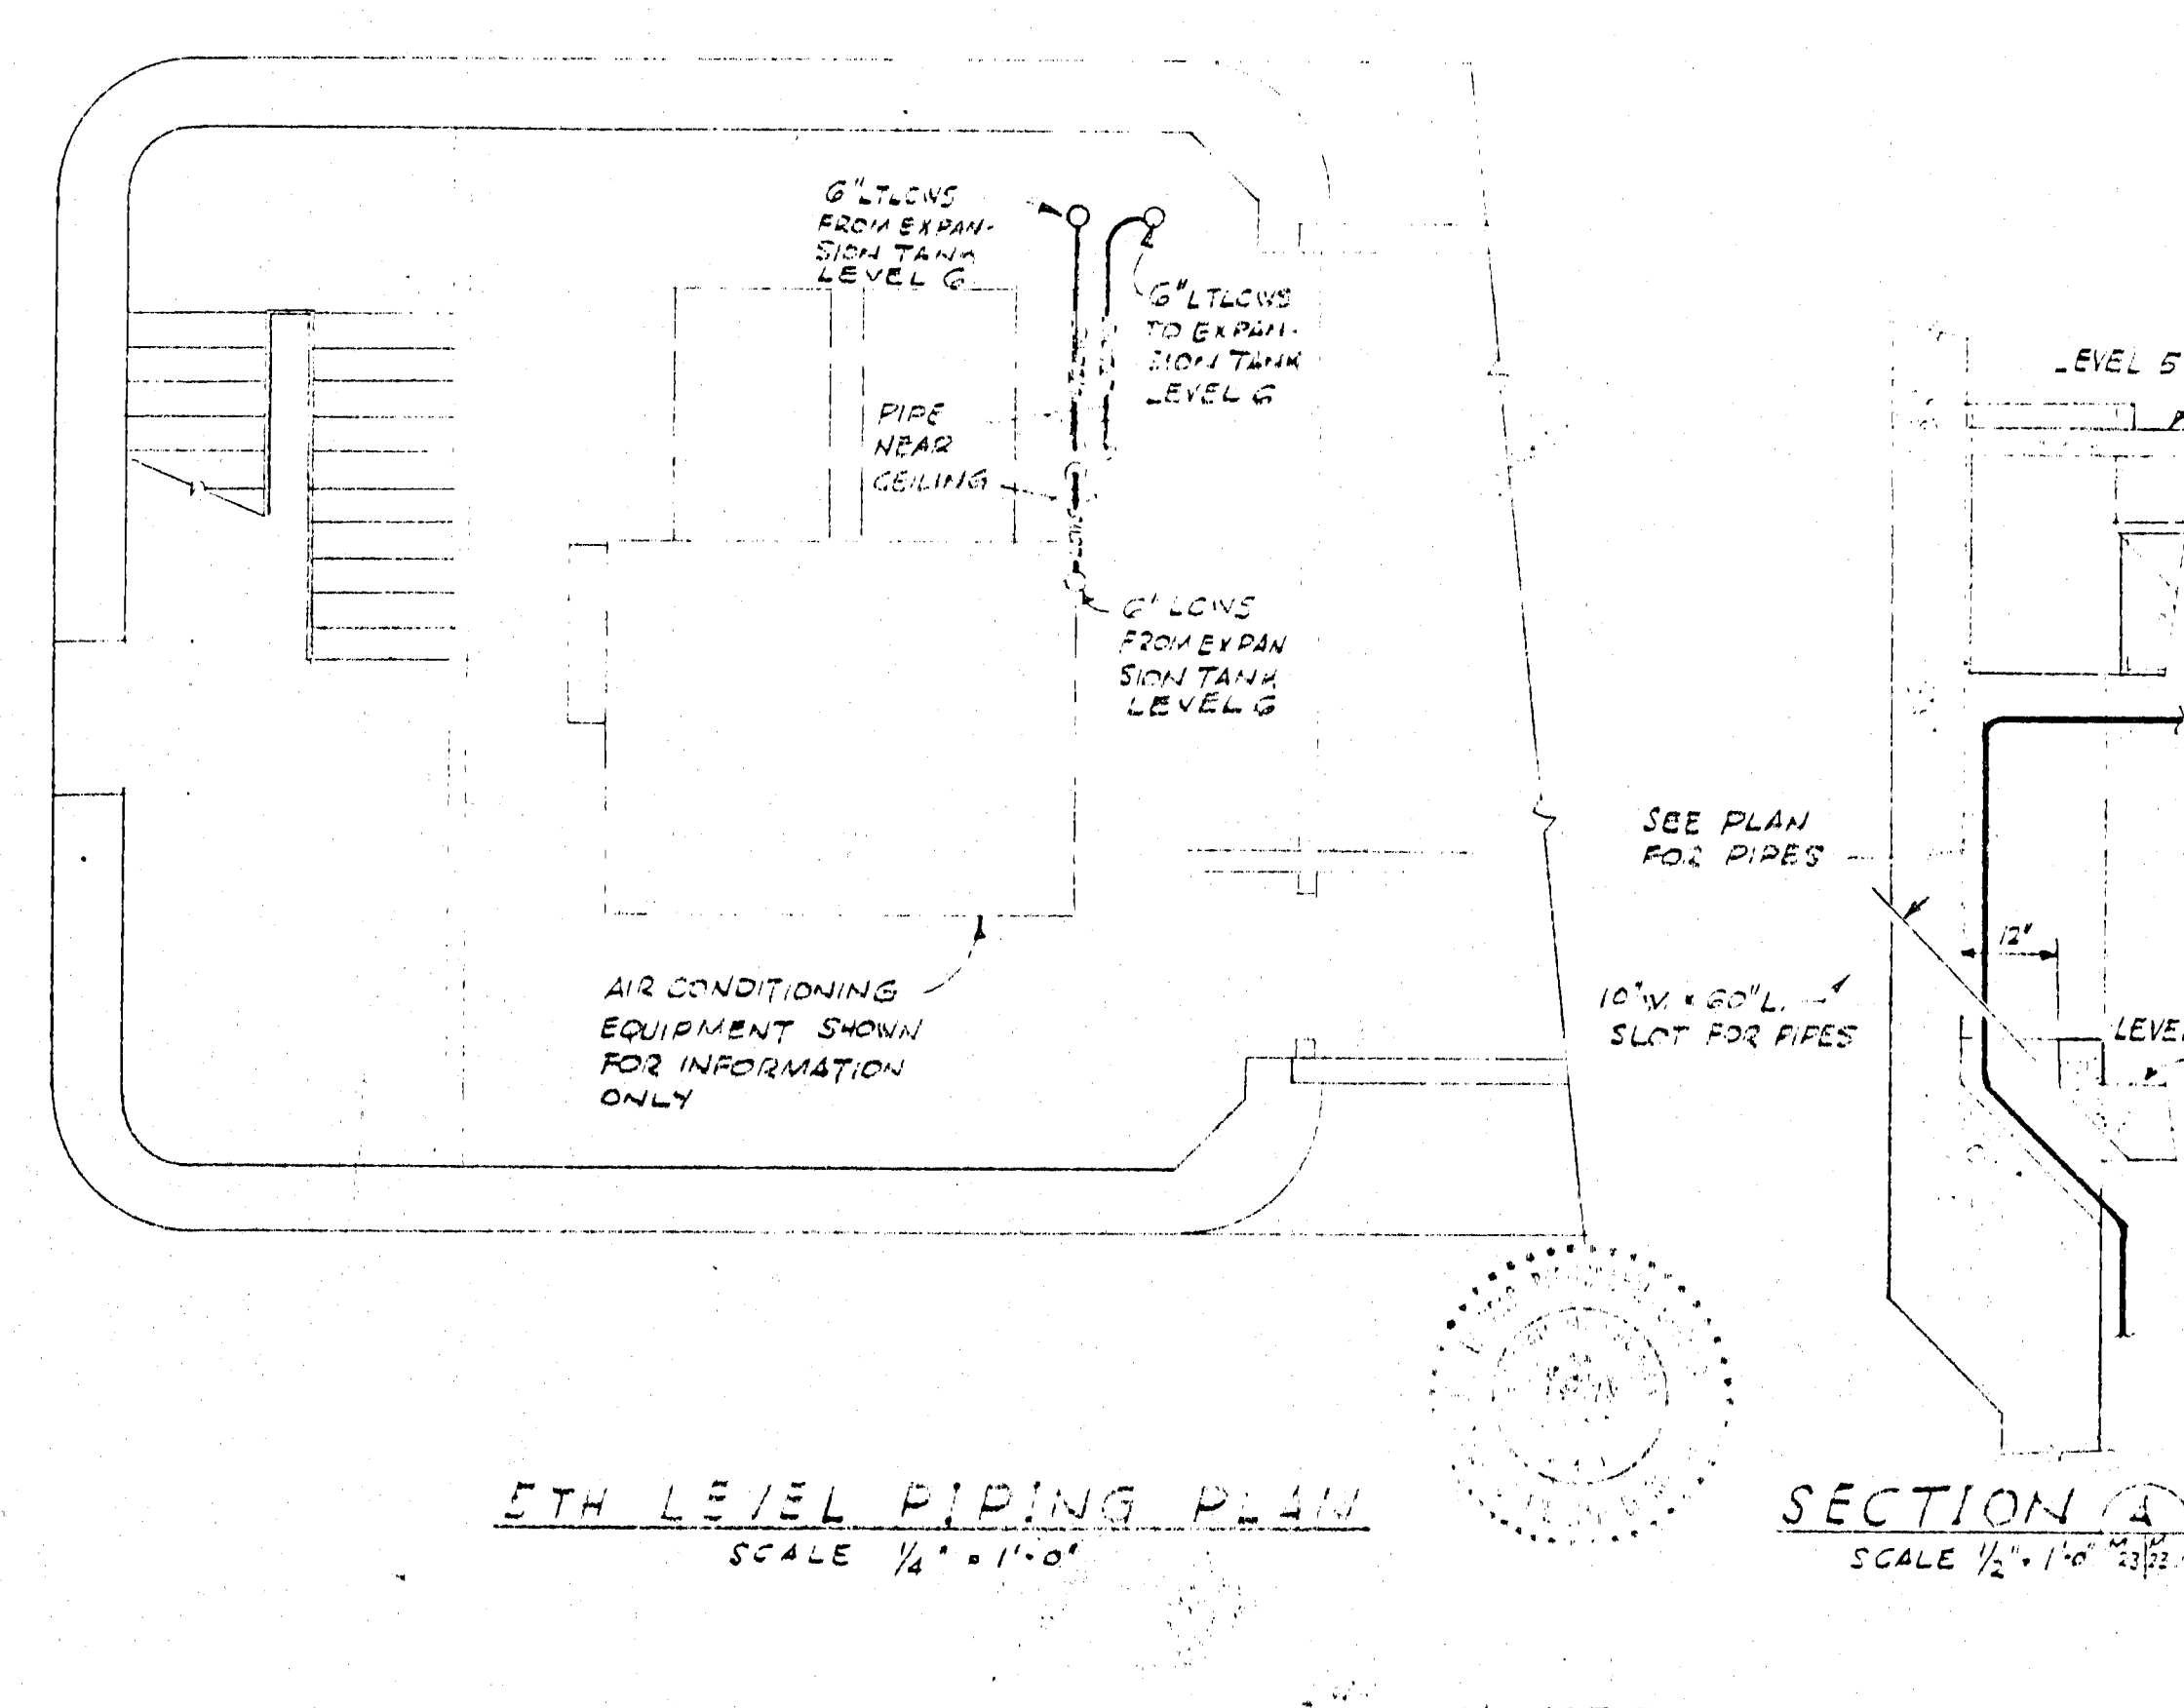 6" LTLCWS
FROM EXPAN-
SION TANK
LEVEL 6
6" LTLCWS
TO EXPAN-
SION TANK
LEVEL 6
PIPE
NEAR
CEILING
6" LCWS
FROM EXPAN
SION TANK
LEVEL 6
AIR CONDITIONING
EQUIPMENT SHOWN
FOR INFORMATION
ONLY
5TH LEVEL PIPING PLAN
SCALE 1/4" = 1'-0"
LEVEL 5
SEE PLAN
FOR PIPES
12"
10" W. x 60" L.
SLOT FOR PIPES
LEVE
SECTION A
SCALE 1/2" = 1'-0" M 23 M 22